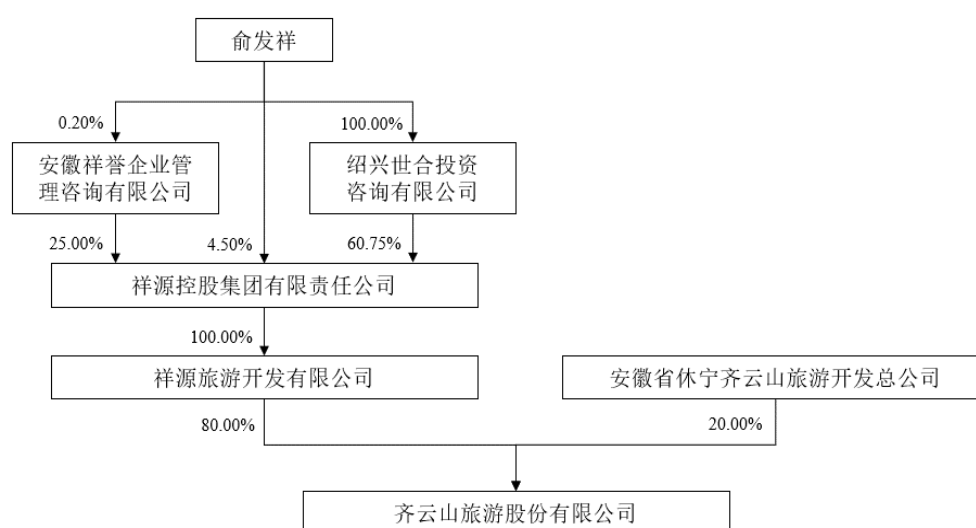 俞发祥
0.20%
100.00%
安徽祥誉企业管
理咨询有限公司
绍兴世合投资
咨询有限公司
25.00%
4.50%
60.75%
祥源控股集团有限责任公司
100.00%
祥源旅游开发有限公司
安徽省休宁齐云山旅游开发总公司
80.00%
20.00%
齐云山旅游股份有限公司